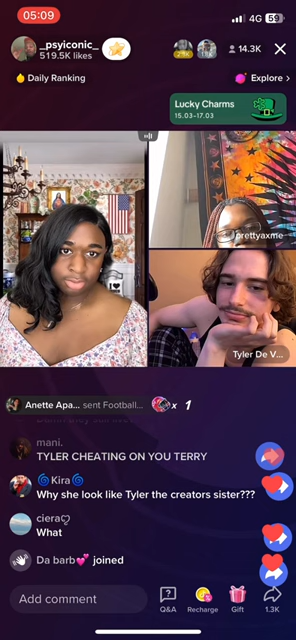 05:09
4G 59
_psyiconic_
519.5K likes
14.3K
Daily Ranking
Explore >
Lucky Charms
15.03-17.03
prettyaxme
Tyler De V...
Anette Apa... sent Football...
x 1
mani.
TYLER CHEATING ON YOU TERRY
🌀Kira🌀
Why she look like Tyler the creators sister???
cieraღ
What
Da barb💕 joined
Add comment
Q&A
Recharge
Gift
1.3K